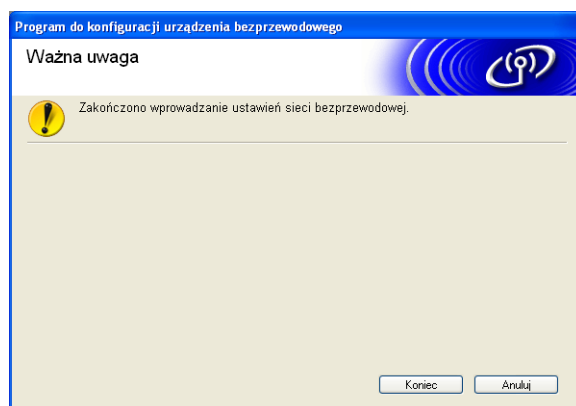 Program do konfiguracji urządzenia bezprzewodowego
Ważna uwaga
Zakończono wprowadzanie ustawień sieci bezprzewodowej.
Koniec
Anuluj